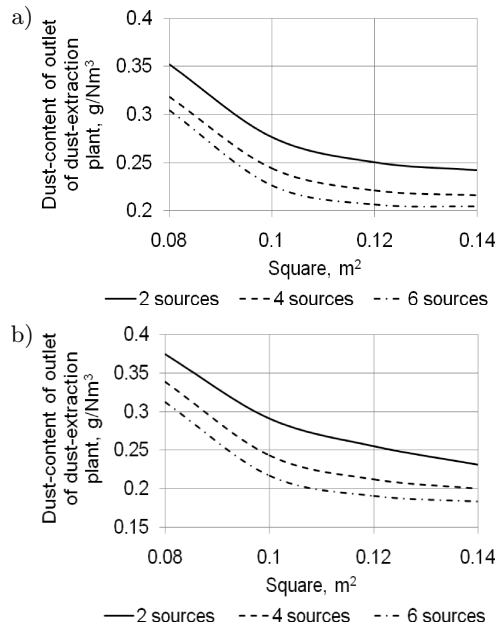 a)
Dust-content of outlet
of dust-extraction
plant, g/Nm³
0.4
0.35
0.3
0.25
0.2
0.08 0.1 0.12 0.14
Square, m²
2 sources 4 sources 6 sources
b)
Dust-content of outlet
of dust-extraction
plant, g/Nm³
0.4
0.35
0.3
0.25
0.2
0.15
0.08 0.1 0.12 0.14
Square, m²
2 sources 4 sources 6 sources